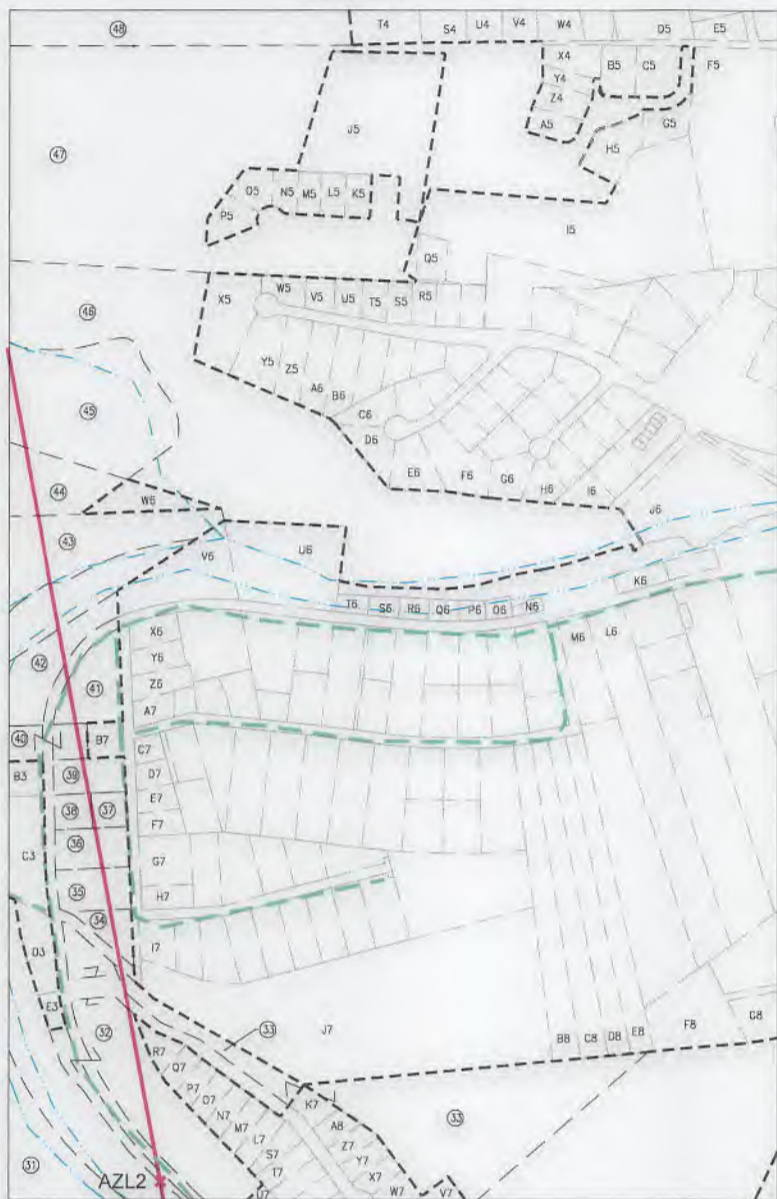 T4 S4 U4 V4 W4 D5 E5
48
X4 B5 C5 F5
Y4
Z4
A5 G5
J5
H5
47
O5 N5 M5 L5 K5
P5
I5
Q5
X5 W5 V5 U5 T5 S5 R5
46
Y5 Z5
A6 B6
45
C6
D6
E6 F6 G6 H6 I6
44
W6
J6
43
V6 U6
K6
T6 S6 R6 Q6 P6 O6 N6
X6 M6 L6
42
Y6
Z6
41
A7
40
B7
C7
B3
39
D7
38 37
E7
F7
36
C3
G7
35
H7
34
I7
D3
E3
32
33
J7
F8 G8
R7
B8 C8 D8 E8
Q7
P7
O7
N7
K7
M7
A8
33
L7
Z7
S7
Y7
31
T7
X7
AZL2
U7
W7 V7